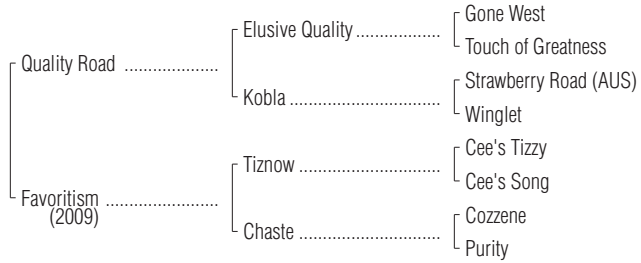 Gone West
Elusive Quality ..................
Touch of Greatness
Quality Road ....................
Strawberry Road (AUS)
Kobla ................................
Winglet
Cee's Tizzy
Tiznow ..............................
Cee's Song
Favoritism ........................
(2009)
Cozzene
Chaste ..............................
Purity